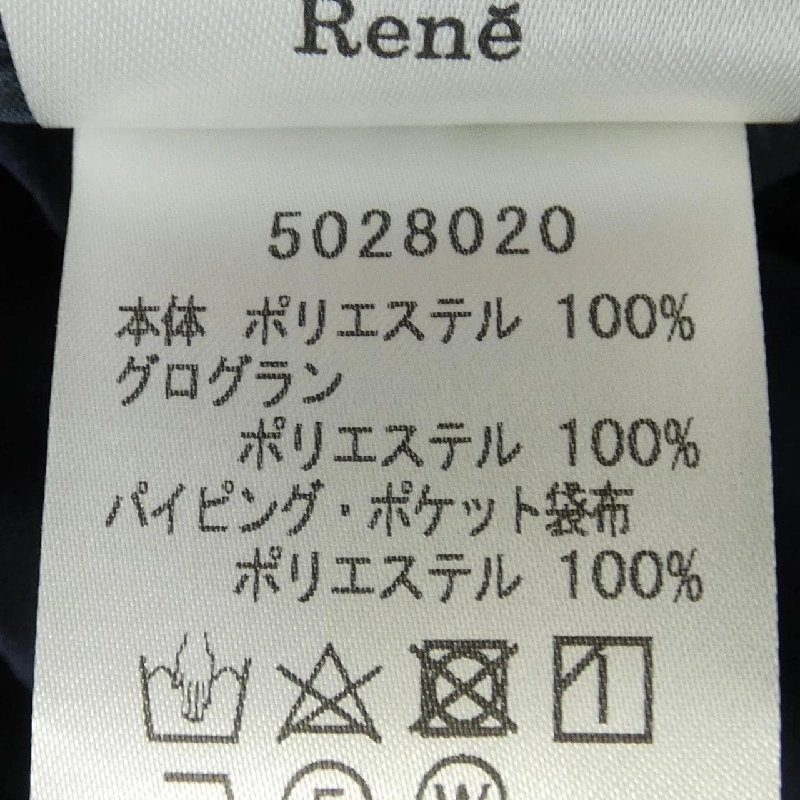 Reně
5028020
本体 ポリエステル 100%
グログラン
ポリエステル 100%
パイピング・ポケット袋布
ポリエステル 100%